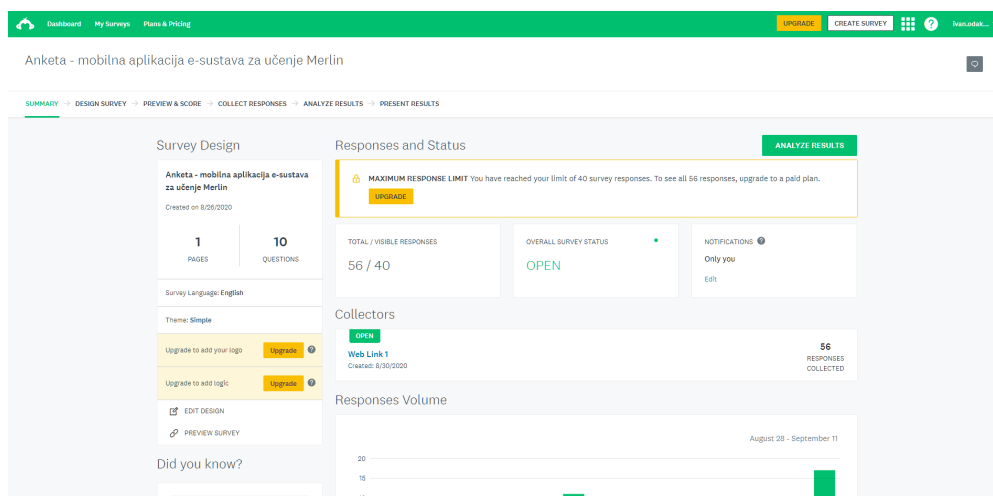 Dashboard My Surveys Plans & Pricing UPGRADE CREATE SURVEY ? ivan.odak...
Anketa - mobilna aplikacija e-sustava za učenje Merlin
SUMMARY → DESIGN SURVEY → PREVIEW & SCORE → COLLECT RESPONSES → ANALYZE RESULTS → PRESENT RESULTS
Survey Design
Anketa - mobilna aplikacija e-sustava
za učenje Merlin
Created on 8/26/2020
1 10
PAGES QUESTIONS
Survey Language: English
Theme: Simple
Upgrade to add your logo Upgrade ?
Upgrade to add logic Upgrade ?
EDIT DESIGN
PREVIEW SURVEY
Did you know?
Responses and Status ANALYZE RESULTS
MAXIMUM RESPONSE LIMIT You have reached your limit of 40 survey responses. To see all 56 responses, upgrade to a paid plan.
UPGRADE
TOTAL / VISIBLE RESPONSES
56 / 40
OVERALL SURVEY STATUS
OPEN
NOTIFICATIONS ?
Only you
Edit
Collectors
OPEN
Web Link 1
Created: 8/30/2020
56
RESPONSES
COLLECTED
Responses Volume
August 28 - September 11
20
15